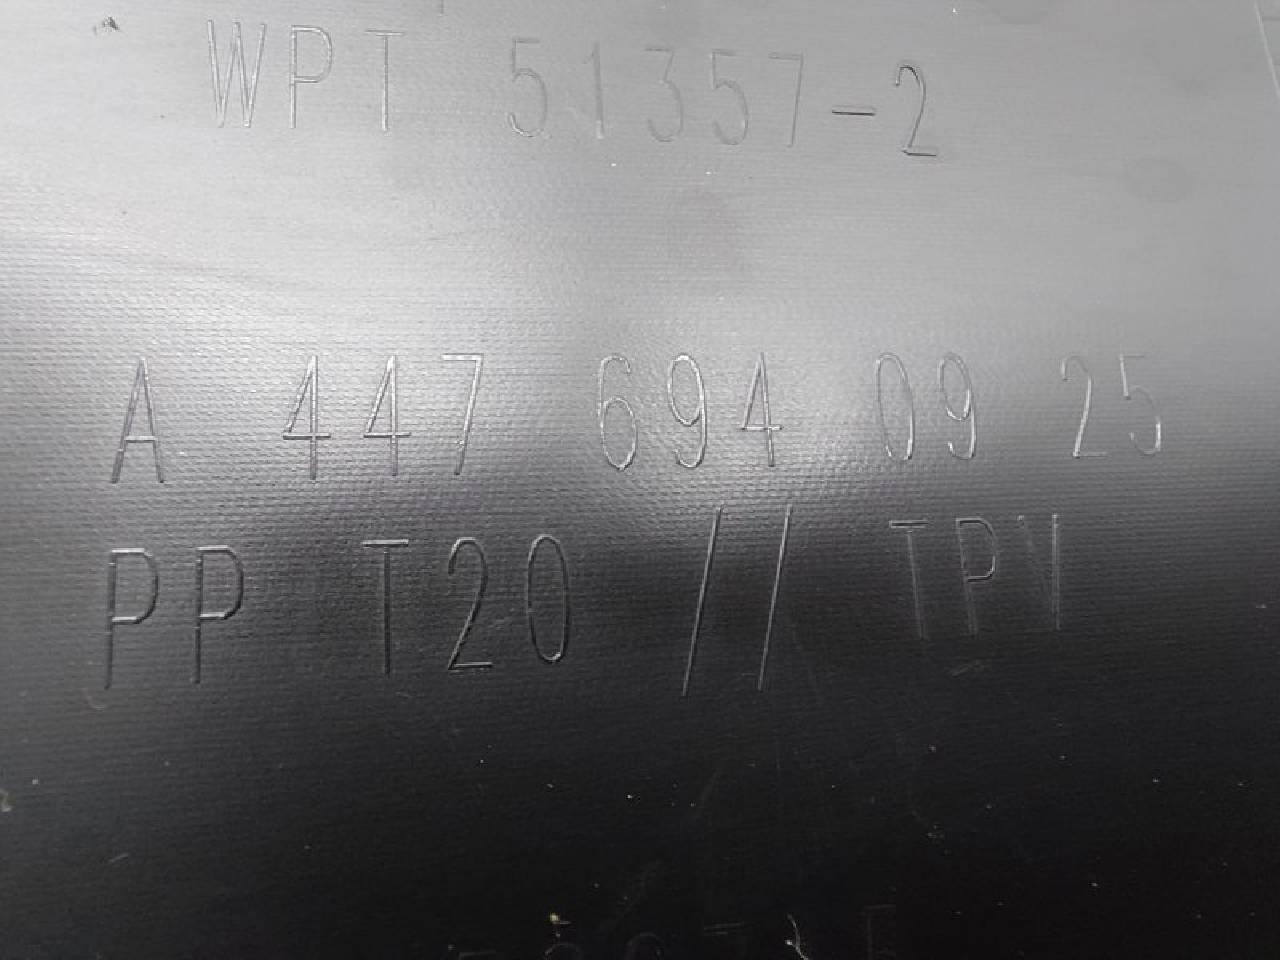 WPT 51357-2
A 447 694 09 25
PP T20 // TPV